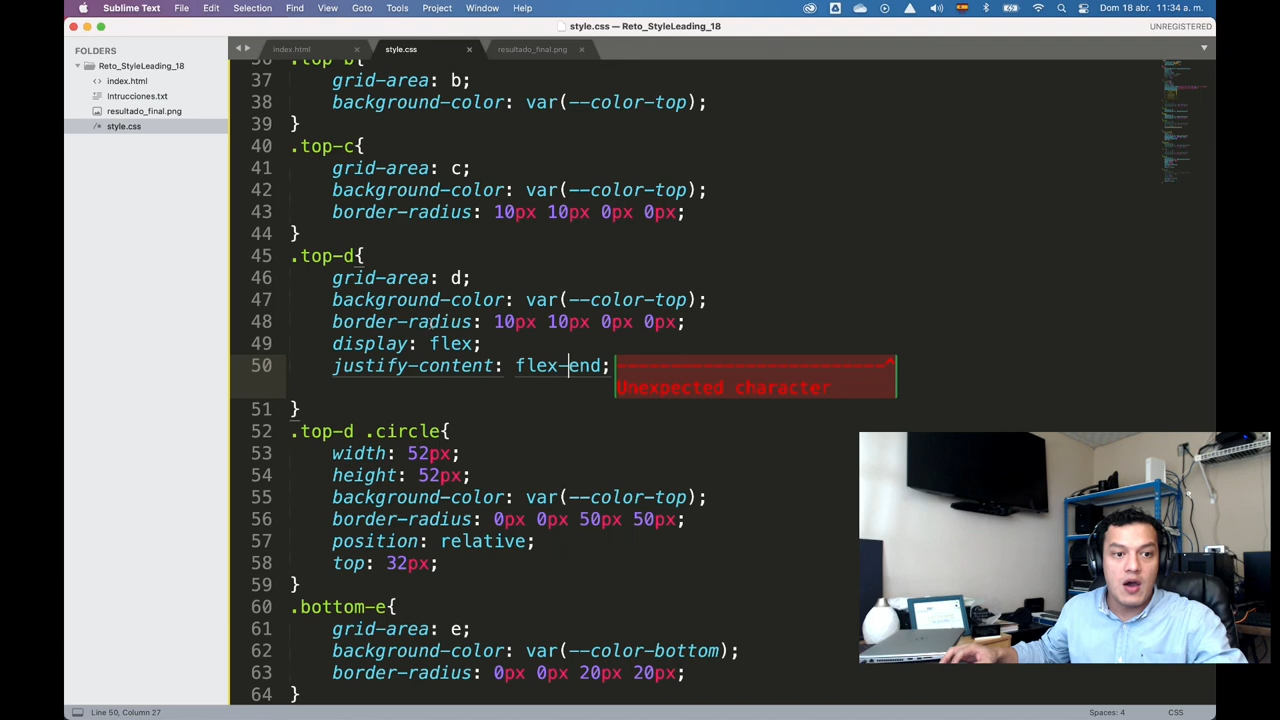 Sublime Text File Edit Selection Find View Goto Tools Project Window Help
Dom 18 abr. 11:34 a. m.
style.css — Reto_StyleLeading_18
UNREGISTERED
FOLDERS
Reto_StyleLeading_18
index.html
Intrucciones.txt
resultado_final.png
style.css
index.html
style.css
resultado_final.png
36 .top-b{
37 grid-area: b;
38 background-color: var(--color-top);
39 }
40 .top-c{
41 grid-area: c;
42 background-color: var(--color-top);
43 border-radius: 10px 10px 0px 0px;
44 }
45 .top-d{
46 grid-area: d;
47 background-color: var(--color-top);
48 border-radius: 10px 10px 0px 0px;
49 display: flex;
50 justify-content: flex-end;
Unexpected character
51 }
52 .top-d .circle{
53 width: 52px;
54 height: 52px;
55 background-color: var(--color-top);
56 border-radius: 0px 0px 50px 50px;
57 position: relative;
58 top: 32px;
59 }
60 .bottom-e{
61 grid-area: e;
62 background-color: var(--color-bottom);
63 border-radius: 0px 0px 20px 20px;
64 }
Line 50, Column 27
Spaces: 4
CSS